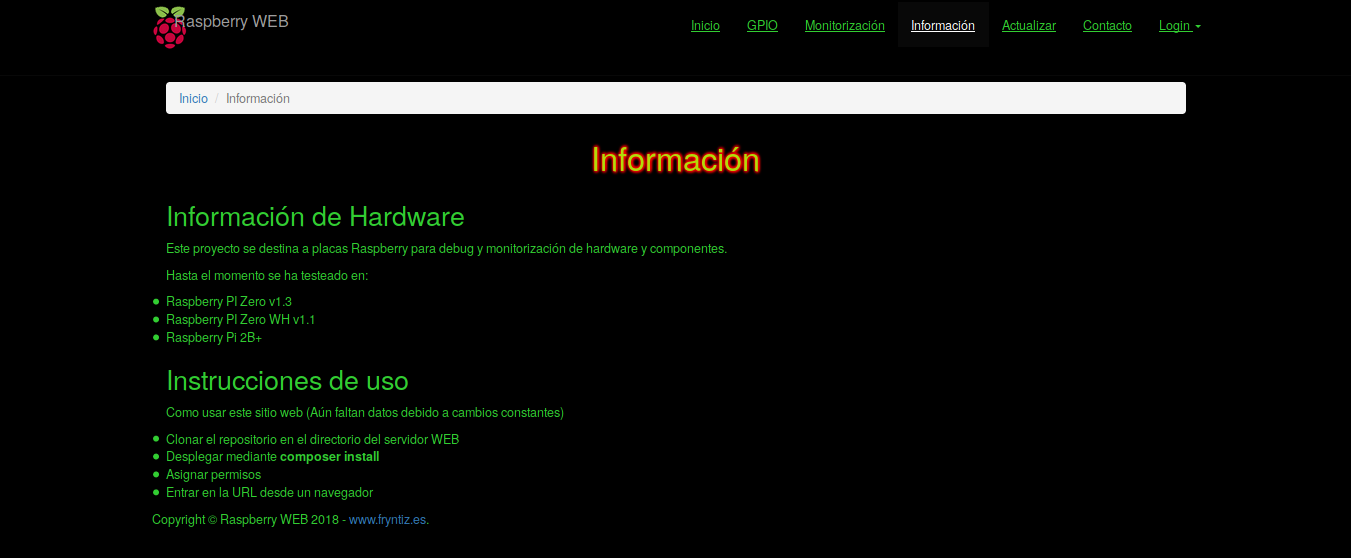 Raspberry WEB
Inicio GPIO Monitorización Información Actualizar Contacto Login
Inicio / Información
Información
Información de Hardware
Este proyecto se destina a placas Raspberry para debug y monitorización de hardware y componentes.
Hasta el momento se ha testeado en:
Raspberry PI Zero v1.3
Raspberry PI Zero WH v1.1
Raspberry Pi 2B+
Instrucciones de uso
Como usar este sitio web (Aún faltan datos debido a cambios constantes)
Clonar el repositorio en el directorio del servidor WEB
Desplegar mediante composer install
Asignar permisos
Entrar en la URL desde un navegador
Copyright © Raspberry WEB 2018 - www.fryntiz.es.